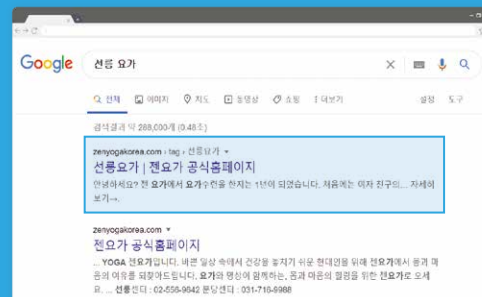 Google 선릉 요가
전체 이미지 지도 동영상 쇼핑 더보기 설정 도구
검색결과 약 268,000개 (0.48초)
zenyogakorea.com › tag › 선릉요가
선릉요가 | 젠요가 공식홈페이지
안녕하세요? 젠 요가에서 요가수련을 한지는 1년이 되었습니다. 처음에는 여자 친구의... 자세히
보기→.
zenyogakorea.com
젠요가 공식홈페이지
... YOGA 젠요가입니다. 바쁜 일상 속에서 건강을 놓치기 쉬운 현대인을 위해 젠요가에서 몸과 마
음의 여유를 되찾아드립니다. 요가와 명상이 함께하는, 몸과 마음의 힐링을 위한 젠요가로 오세
요. ... 선릉센터 : 02-556-9642 분당센터 : 031-716-9988